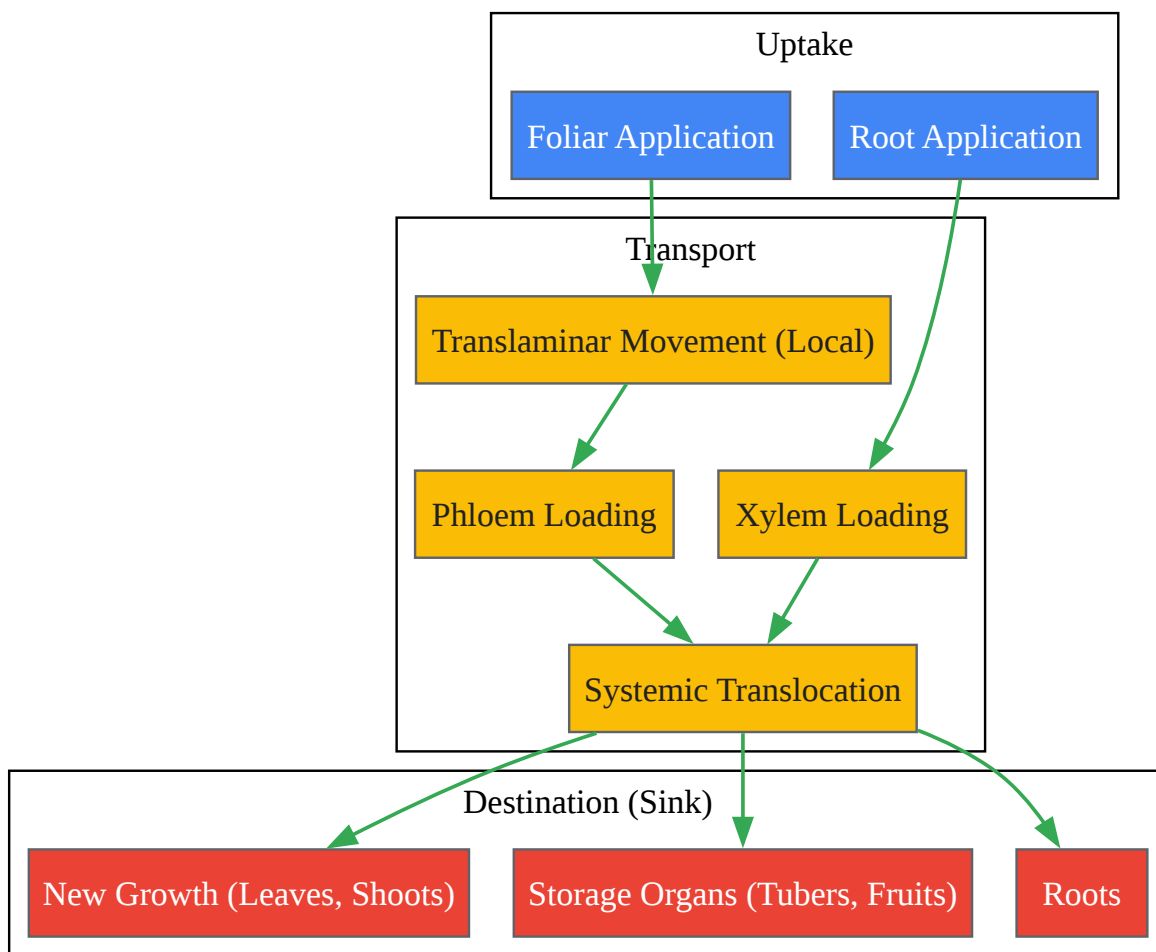 Uptake
Foliar Application
Root Application
Transport
Translaminar Movement (Local)
Phloem Loading
Xylem Loading
Systemic Translocation
Destination (Sink)
New Growth (Leaves, Shoots)
Storage Organs (Tubers, Fruits)
Roots